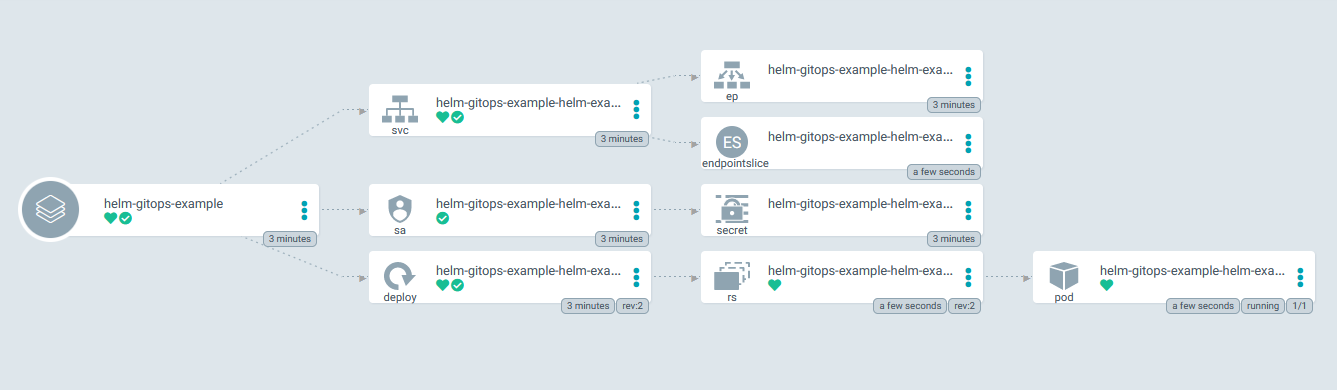 helm-gitops-example
3 minutes
svc
helm-gitops-example-helm-exa...
3 minutes
sa
helm-gitops-example-helm-exa...
3 minutes
deploy
helm-gitops-example-helm-exa...
3 minutes
rev:2
ep
helm-gitops-example-helm-exa...
3 minutes
ES
endpointslice
helm-gitops-example-helm-exa...
a few seconds
secret
helm-gitops-example-helm-exa...
3 minutes
rs
helm-gitops-example-helm-exa...
a few seconds
rev:2
pod
helm-gitops-example-helm-exa...
a few seconds
running
1/1